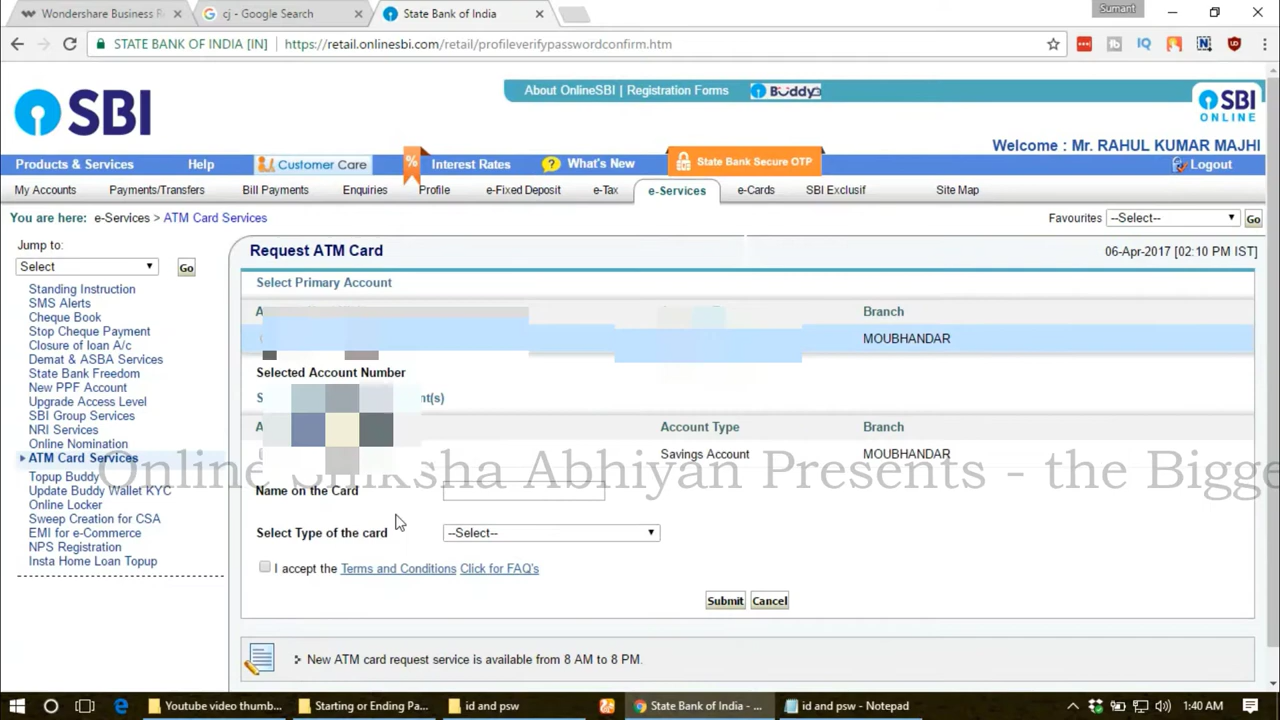 Wondershare Business R
cj - Google Search
State Bank of India
Sumant
STATE BANK OF INDIA [IN] https://retail.onlinesbi.com/retail/profileverifypasswordconfirm.htm
About OnlineSBI | Registration Forms
Buddy
SBI
SBI
ONLINE
Welcome : Mr. RAHUL KUMAR MAJHI
Products & Services Help Customer Care % Interest Rates ? What's New State Bank Secure OTP Logout
My Accounts Payments/Transfers Bill Payments Enquiries Profile e-Fixed Deposit e-Tax e-Services e-Cards SBI Exclusif Site Map
You are here: e-Services > ATM Card Services
Favourites --Select-- Go
Jump to:
Select Go
Standing Instruction
SMS Alerts
Cheque Book
Stop Cheque Payment
Closure of loan A/c
Demat & ASBA Services
State Bank Freedom
New PPF Account
Upgrade Access Level
SBI Group Services
NRI Services
Online Nomination
ATM Card Services
Topup Buddy
Update Buddy Wallet KYC
Online Locker
Sweep Creation for CSA
EMI for e-Commerce
NPS Registration
Insta Home Loan Topup
Request ATM Card
06-Apr-2017 [02:10 PM IST]
Select Primary Account
Branch
MOUBHANDAR
Selected Account Number
Account Type Branch
Savings Account MOUBHANDAR
Online Shiksha Abhiyan Presents - the Bigge
Name on the Card
Select Type of the card --Select--
I accept the Terms and Conditions Click for FAQ's
Submit Cancel
New ATM card request service is available from 8 AM to 8 PM.
Youtube video thumb...
Starting or Ending Pa...
id and psw
State Bank of India - ...
id and psw - Notepad
1:40 AM